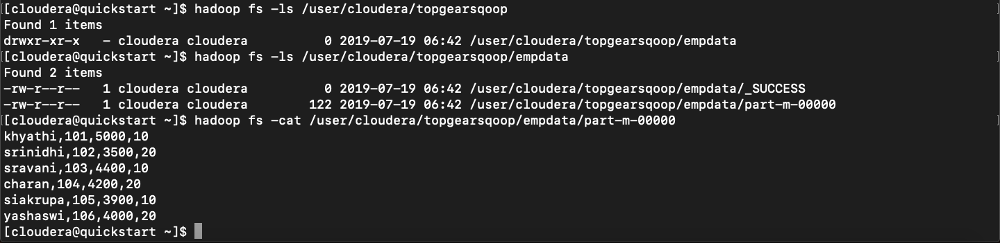 [cloudera@quickstart ~]$ hadoop fs -ls /user/cloudera/topgearsqoop
Found 1 items
drwxr-xr-x   - cloudera cloudera          0 2019-07-19 06:42 /user/cloudera/topgearsqoop/empdata
[cloudera@quickstart ~]$ hadoop fs -ls /user/cloudera/topgearsqoop/empdata
Found 2 items
-rw-r--r--   1 cloudera cloudera          0 2019-07-19 06:42 /user/cloudera/topgearsqoop/empdata/_SUCCESS
-rw-r--r--   1 cloudera cloudera        122 2019-07-19 06:42 /user/cloudera/topgearsqoop/empdata/part-m-00000
[cloudera@quickstart ~]$ hadoop fs -cat /user/cloudera/topgearsqoop/empdata/part-m-00000
khyathi,101,5000,10
srinidhi,102,3500,20
sravani,103,4400,10
charan,104,4200,20
siakrupa,105,3900,10
yashaswi,106,4000,20
[cloudera@quickstart ~]$